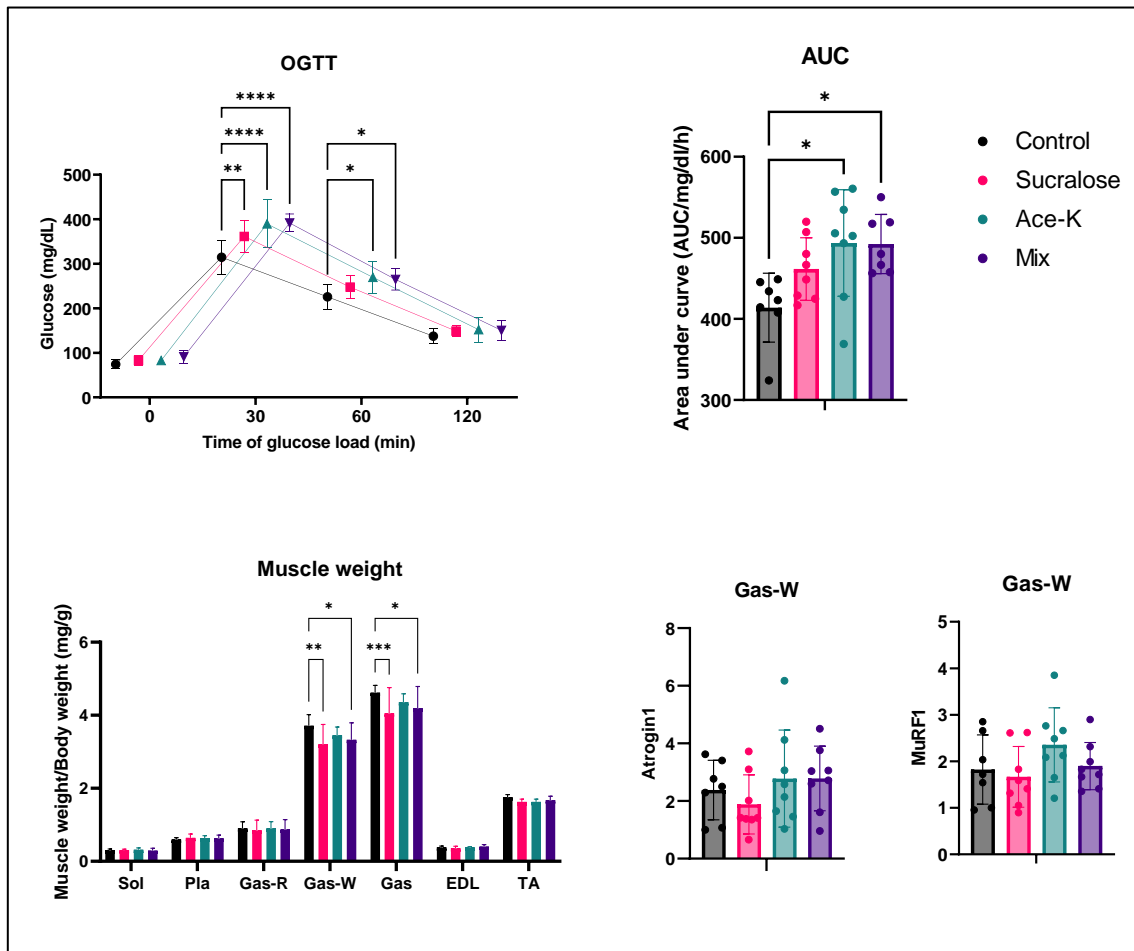 OGTT
****
****
**
*
*
Glucose (mg/dL)
500
400
300
200
100
0
0 30 60 120
Time of glucose load (min)
AUC
*
*
Area under curve (AUC/mg/dl/h)
600
500
400
300
Control
Sucralose
Ace-K
Mix
Muscle weight
*
**
*
***
Muscle weight/Body weight (mg/g)
6
4
2
0
Sol Pla Gas-R Gas-W Gas EDL TA
Gas-W
Atrogin1
8
6
4
2
0
Gas-W
MuRF1
5
4
3
2
1
0